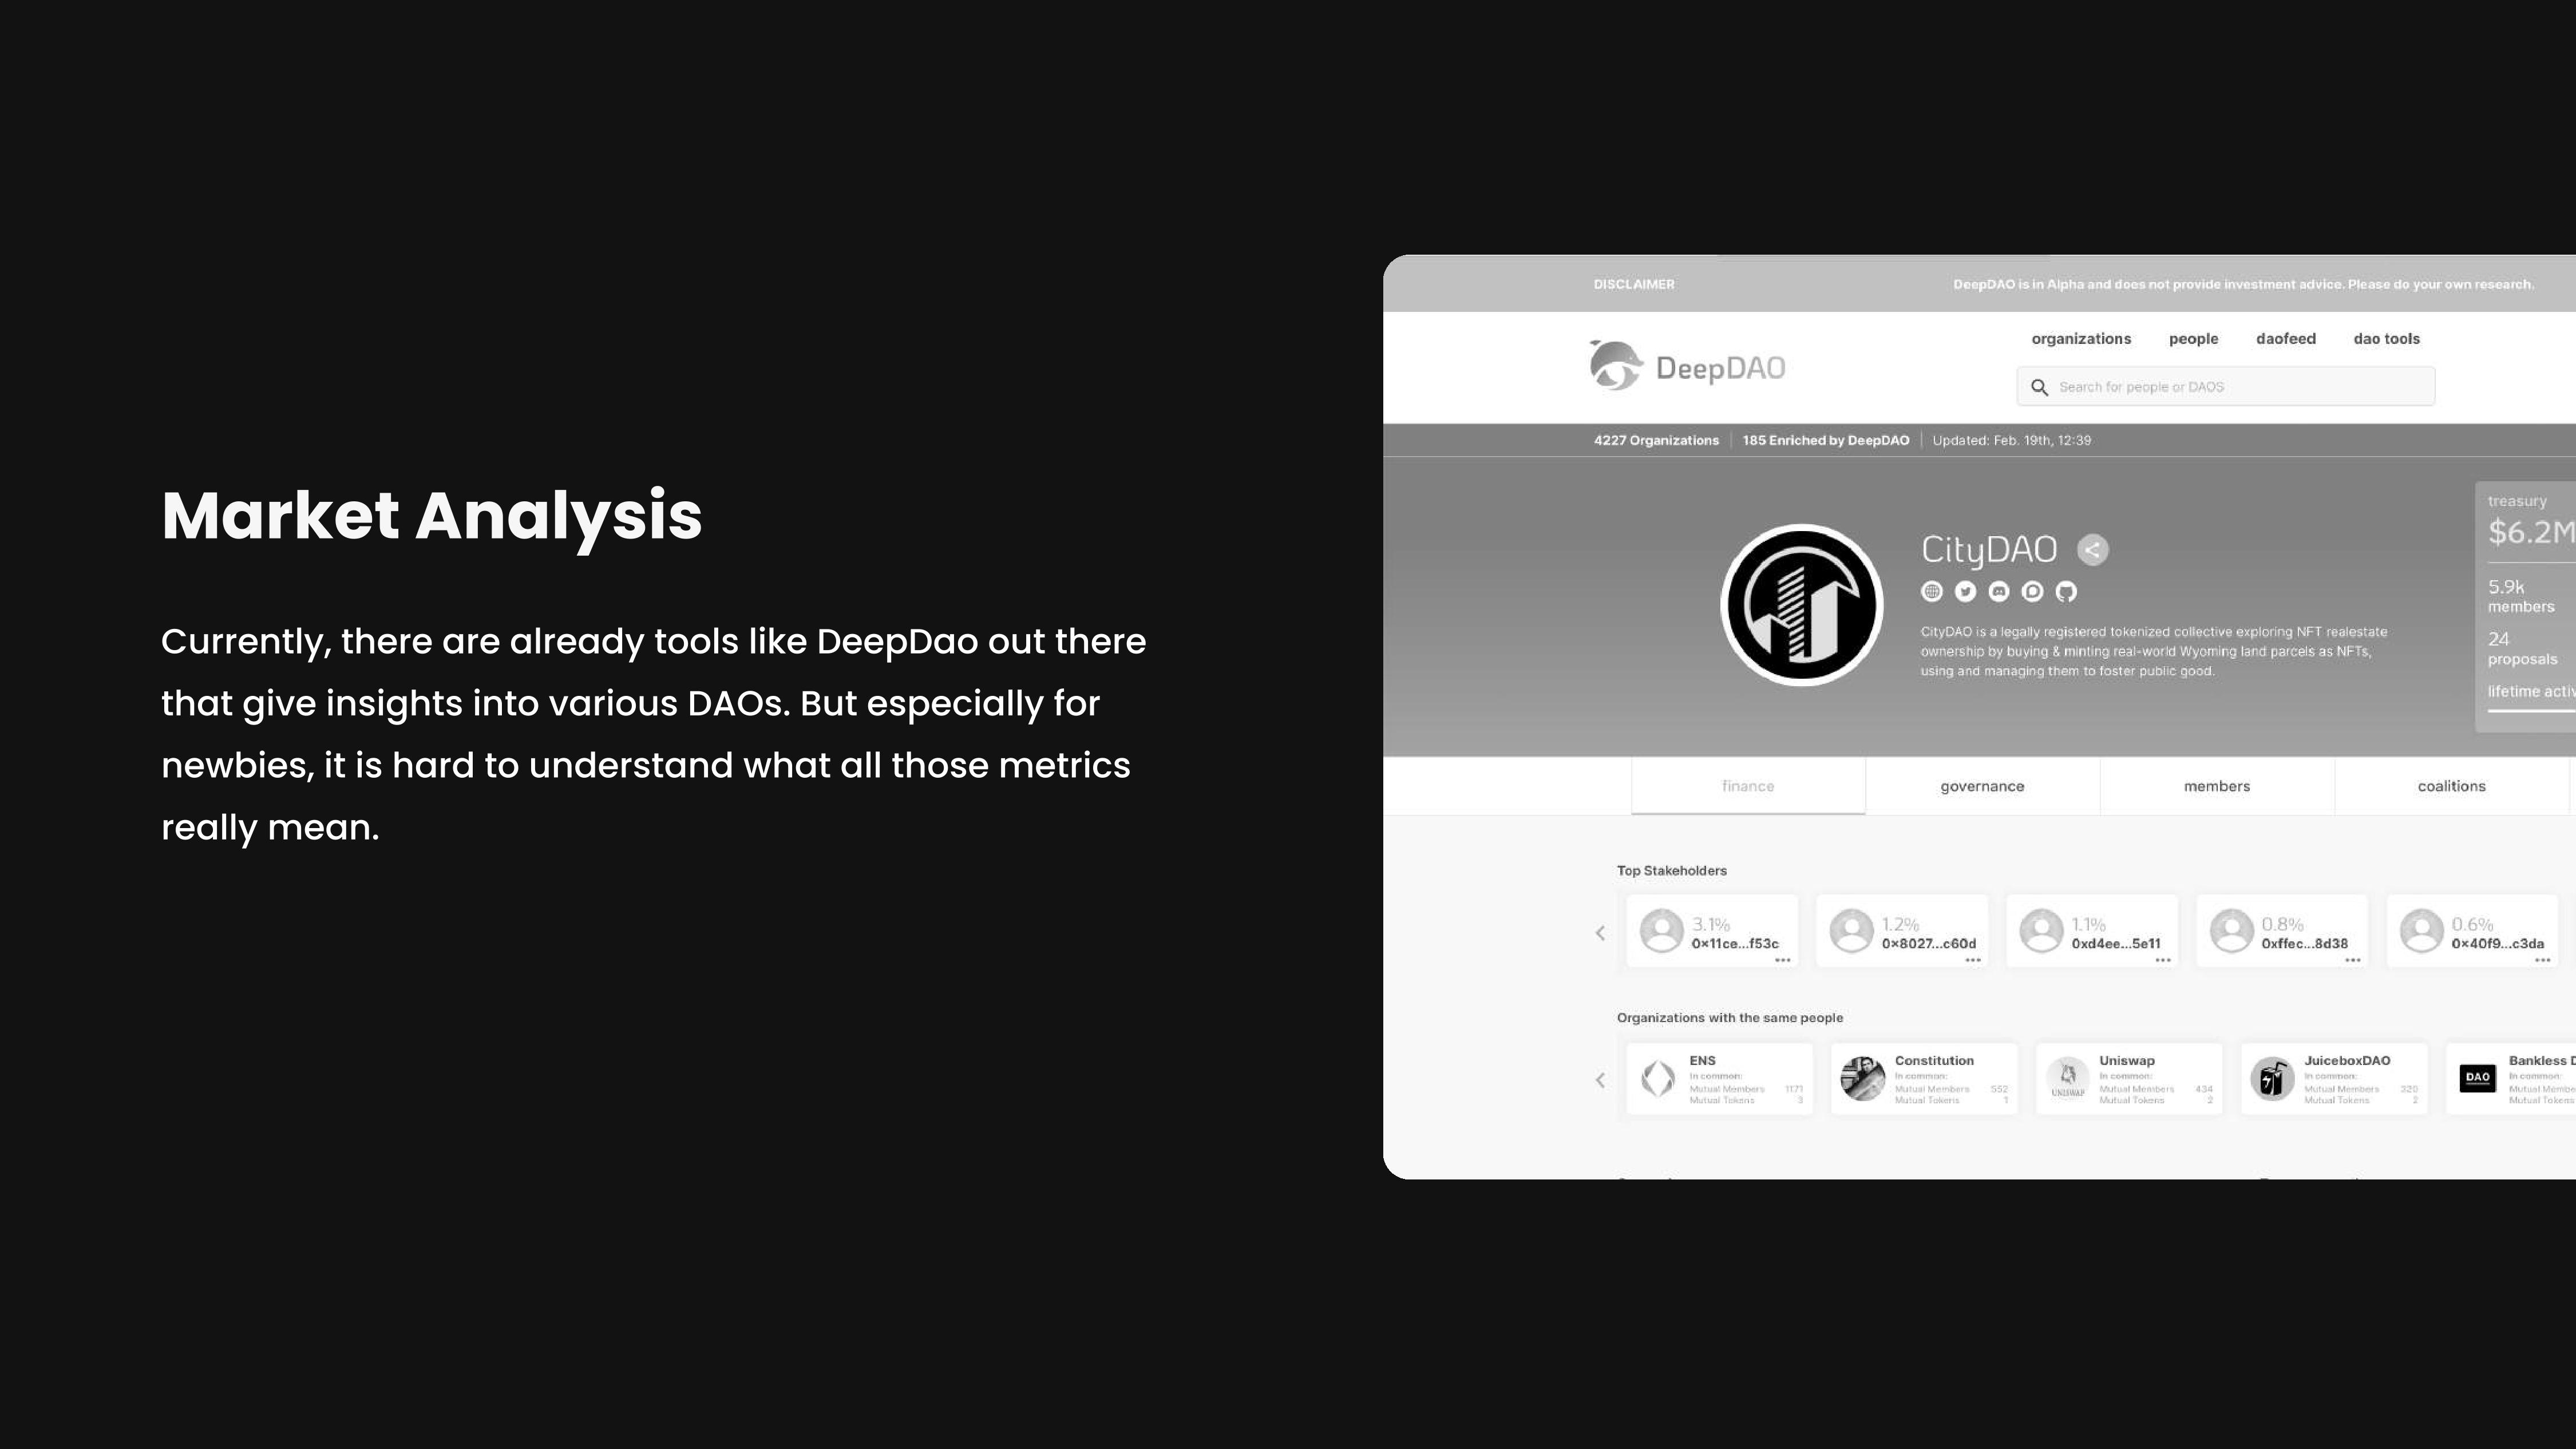 Market Analysis
Currently, there are already tools like DeepDao out there
that give insights into various DAOs. But especially for
newbies, it is hard to understand what all those metrics
really mean.
DISCLAIMER
DeepDAO is in Alpha and does not provide investment advice. Please do your own research.
DeepDAO
organizations people daofeed dao tools
Search for people or DAOS
4227 Organizations 185 Enriched by DeepDAO Updated: Feb. 19th, 12:39
CityDAO
CityDAO is a legally registered tokenized collective exploring NFT realestate
ownership by buying & minting real-world Wyoming land parcels as NFTs,
using and managing them to foster public good.
treasury
$6.2M
5.9k
members
24
proposals
lifetime
finance governance members coalitions
Top Stakeholders
3.1% 1.2% 1.1% 0.8% 0.6%
0×11ce...f53c 0×8027...c60d 0xd4ee...5e11 0xffec...8d38 0×40f9...c3da
Organizations with the same people
ENS
In common:
Mutual Members 1171
Mutual Tokens 3
Constitution
In common:
Mutual Members 552
Mutual Tokens 1
UNISWAP
Uniswap
In common:
Mutual Members 434
Mutual Tokens 2
JuiceboxDAO
In common:
Mutual Members 320
Mutual Tokens 2
DAO
Bankless
In common:
Mutual
Mutual Tokens